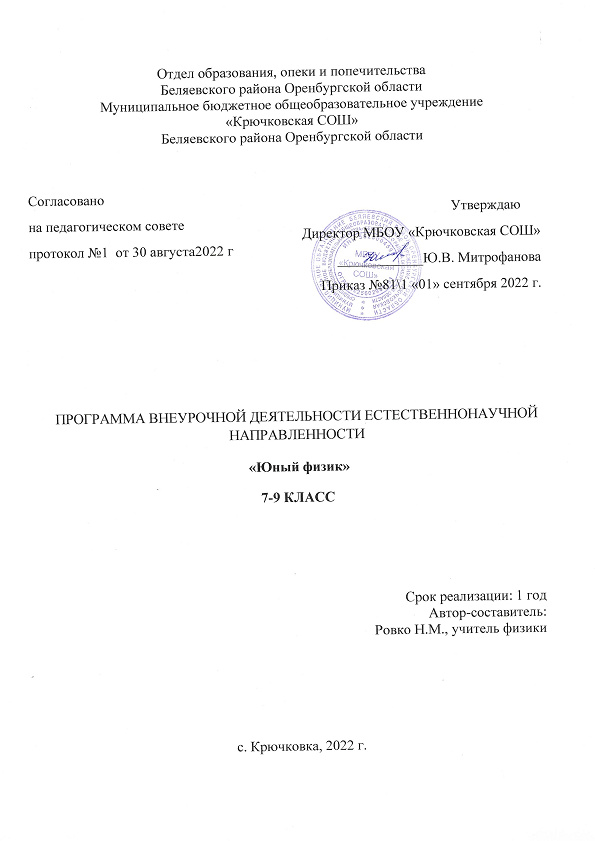 Отдел образования, опеки и попечительства
Беляевского района Оренбургской области
Муниципальное бюджетное общеобразовательное учреждение
«Крючковская СОШ»
Беляевского района Оренбургской области
Согласовано
на педагогическом совете
протокол №1 от 30 августа2022 г
Утверждаю
Директор МБОУ «Крючковская СОШ»
Ю.В. Митрофанова
Приказ №81\1 «01» сентября 2022 г.
МБОУ
«Крючковская
СОШ»
ПРОГРАММА ВНЕУРОЧНОЙ ДЕЯТЕЛЬНОСТИ ЕСТЕСТВЕННОНАУЧНОЙ
НАПРАВЛЕННОСТИ
«Юный физик»
7-9 КЛАСС
Срок реализации: 1 год
Автор-составитель:
Ровко Н.М., учитель физики
с. Крючковка, 2022 г.